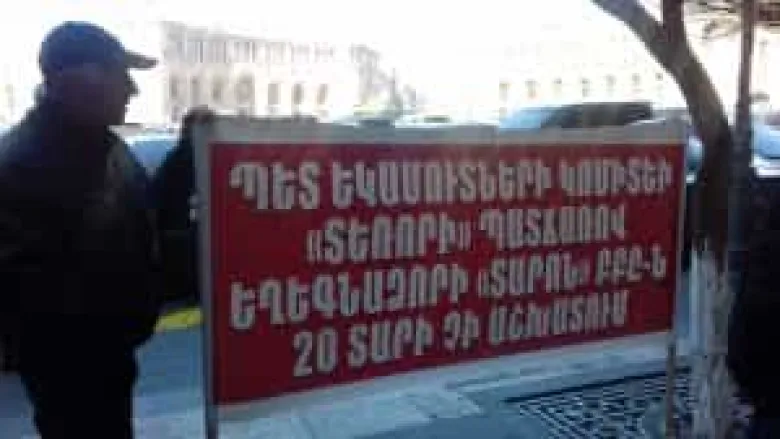 ՊԵՏ ԵԿԱՄՈՒՏՆԵՐԻ ԿՈՄԻՏԵԻ
«ՏԵՌՈՐԻ» ՊԱՏՃԱՌՈՎ
ԵՂԵԳՆԱՁՈՐԻ «ՏԱՐՈՆ» ԲԲԸ-Ն
20 ՏԱՐԻ ՉԻ ԱՇԽԱՏՈՒՄ